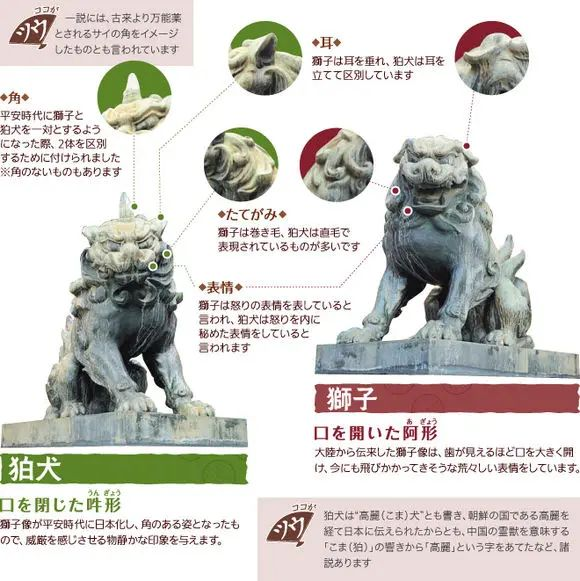 ココが
ツウ
一説には、古来より万能薬
とされるサイの角をイメージ
したものとも言われています
◆角◆
平安時代に獅子と
狛犬を一対とするよう
になった際、2体を区別
するために付けられました
※角のないものもあります
◆耳◆
獅子は耳を垂れ、狛犬は耳を
立てて区別しています
◆たてがみ◆
獅子は巻き毛、狛犬は直毛で
表現されているものが多いです
◆表情◆
獅子は怒りの表情を表していると
言われ、狛犬は怒りを内に
秘めた表情をしていると
言われます
獅子
口を開いた阿形
あ ぎょう
大陸から伝来した獅子像は、歯が見えるほど口を大きく開
け、今にも飛びかかってきそうな荒々しい表情をしています。
狛犬
口を閉じた吽形
うん ぎょう
獅子像が平安時代に日本化し、角のある姿となったも
ので、威厳を感じさせる物静かな印象を与えます。
ココが
ツウ
狛犬は“高麗(こま)犬”とも書き、朝鮮の国である高麗を
経て日本に伝えられたからとも、中国の霊獣を意味する
「こま(狛)」の響きから「高麗」という字をあてたなど、諸
説あります